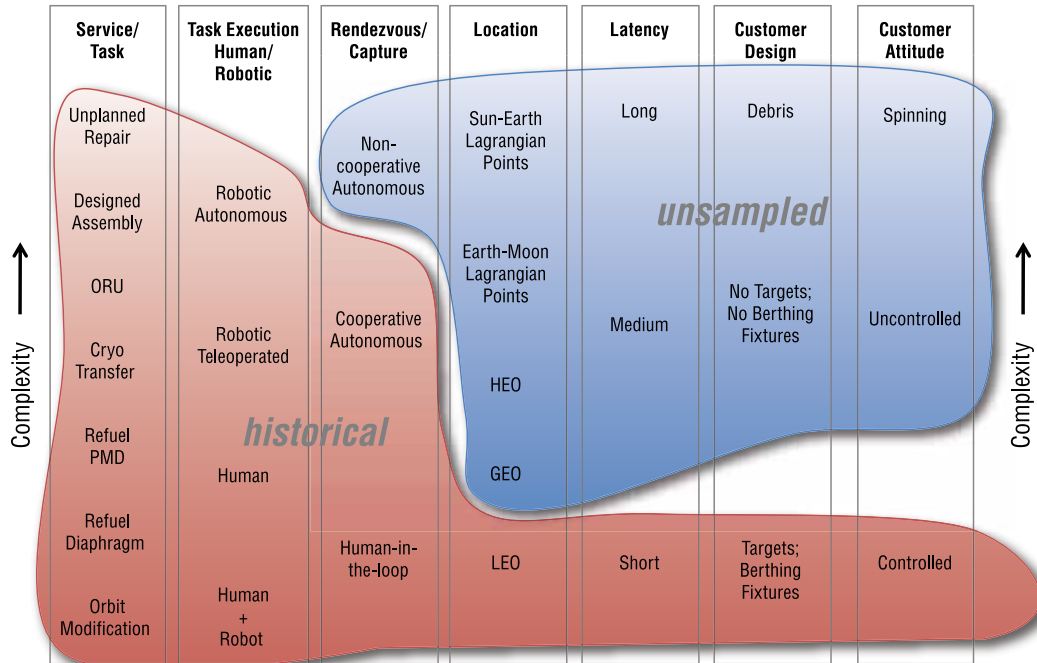 Service/
Task
Task Execution
Human/
Robotic
Rendezvous/
Capture
Location
Latency
Customer
Design
Customer
Attitude
Unplanned
Repair
Designed
Assembly
ORU
Cryo
Transfer
Refuel
PMD
Refuel
Diaphragm
Orbit
Modification
Robotic
Autonomous
Robotic
Teleoperated
Human
Human
+
Robot
Non-
cooperative
Autonomous
Cooperative
Autonomous
Human-in-
the-loop
Sun-Earth
Lagrangian
Points
Earth-Moon
Lagrangian
Points
HEO
GEO
LEO
Long
Medium
Short
Debris
No Targets;
No Berthing
Fixtures
Targets;
Berthing
Fixtures
Spinning
Uncontrolled
Controlled
historical
unsampled
Complexity
Complexity